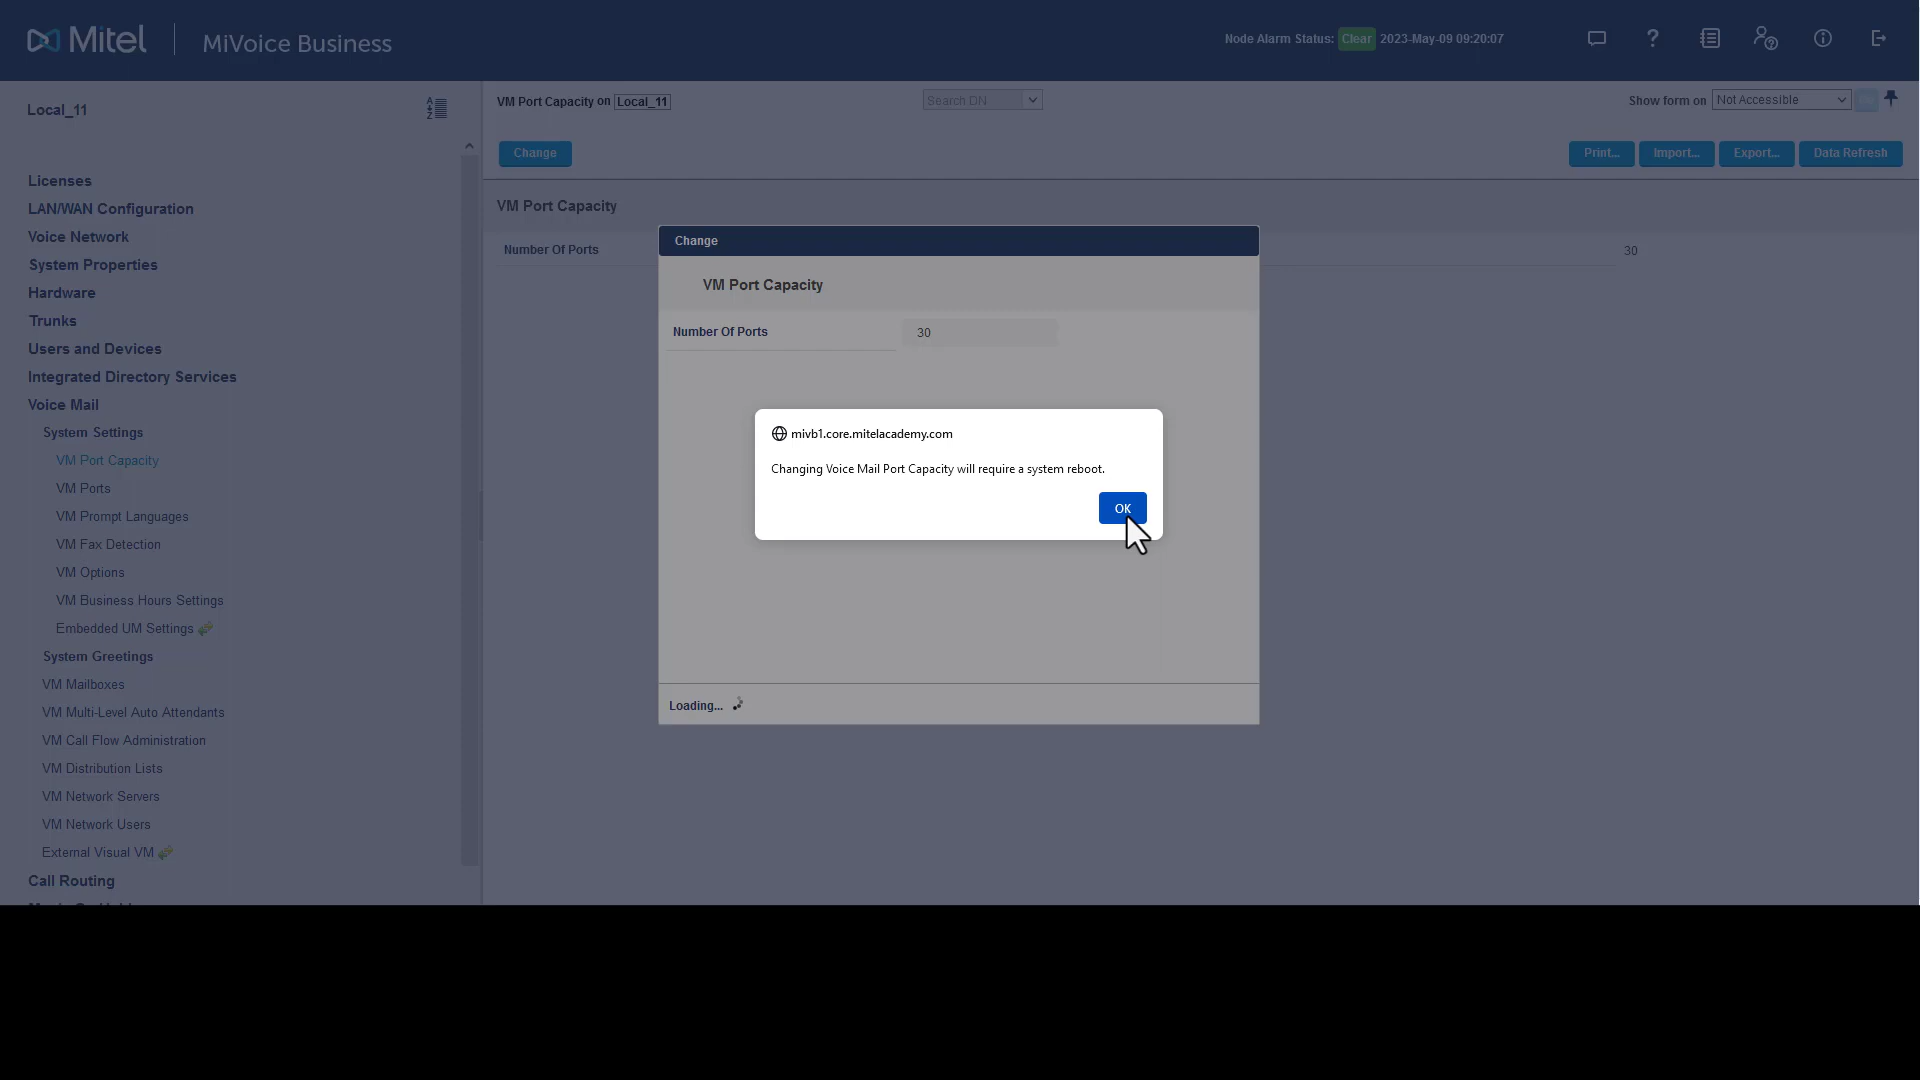 Mitel
MiVoice Business
Node Alarm Status: Clear 2023-May-09 09:20:07
Local_11
VM Port Capacity on Local_11
Search DN
Show form on Not Accessible
Change
Print... Import... Export... Data Refresh
VM Port Capacity
Number Of Ports 30
Licenses
LAN/WAN Configuration
Voice Network
System Properties
Hardware
Trunks
Users and Devices
Integrated Directory Services
Voice Mail
System Settings
VM Port Capacity
VM Ports
VM Prompt Languages
VM Fax Detection
VM Options
VM Business Hours Settings
Embedded UM Settings
System Greetings
VM Mailboxes
VM Multi-Level Auto Attendants
VM Call Flow Administration
VM Distribution Lists
VM Network Servers
VM Network Users
External Visual VM
Call Routing
Change
VM Port Capacity
Number Of Ports 30
mivb1.core.mitelacademy.com
Changing Voice Mail Port Capacity will require a system reboot.
OK
Loading...